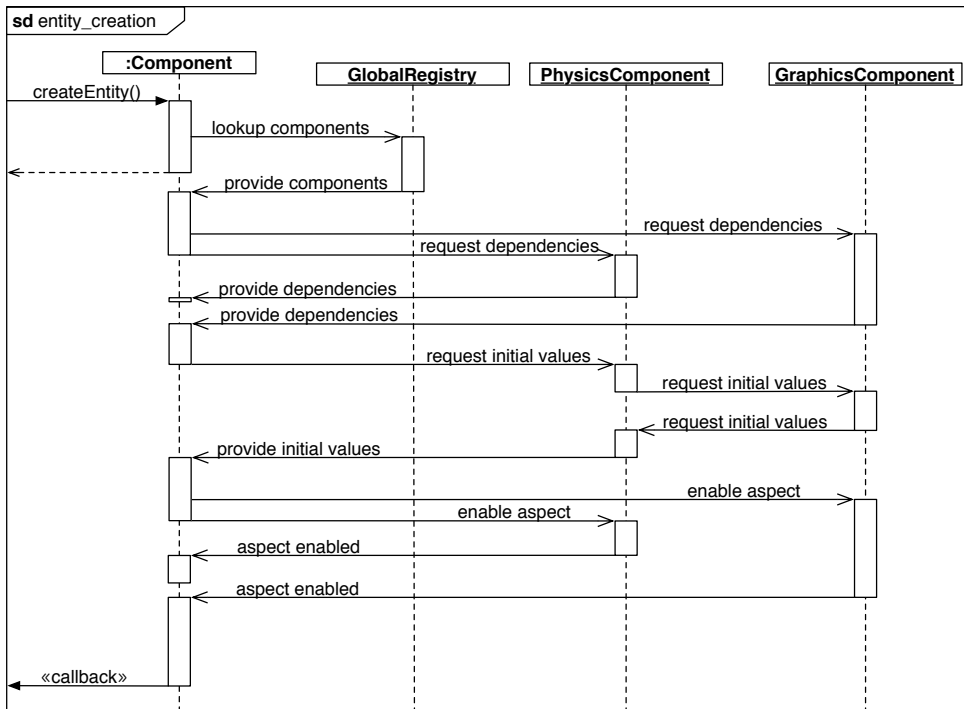 sd entity_creation
:Component
GlobalRegistry
PhysicsComponent
GraphicsComponent
createEntity()
lookup components
provide components
request dependencies
request dependencies
provide dependencies
provide dependencies
request initial values
request initial values
request initial values
provide initial values
enable aspect
enable aspect
aspect enabled
aspect enabled
«callback»